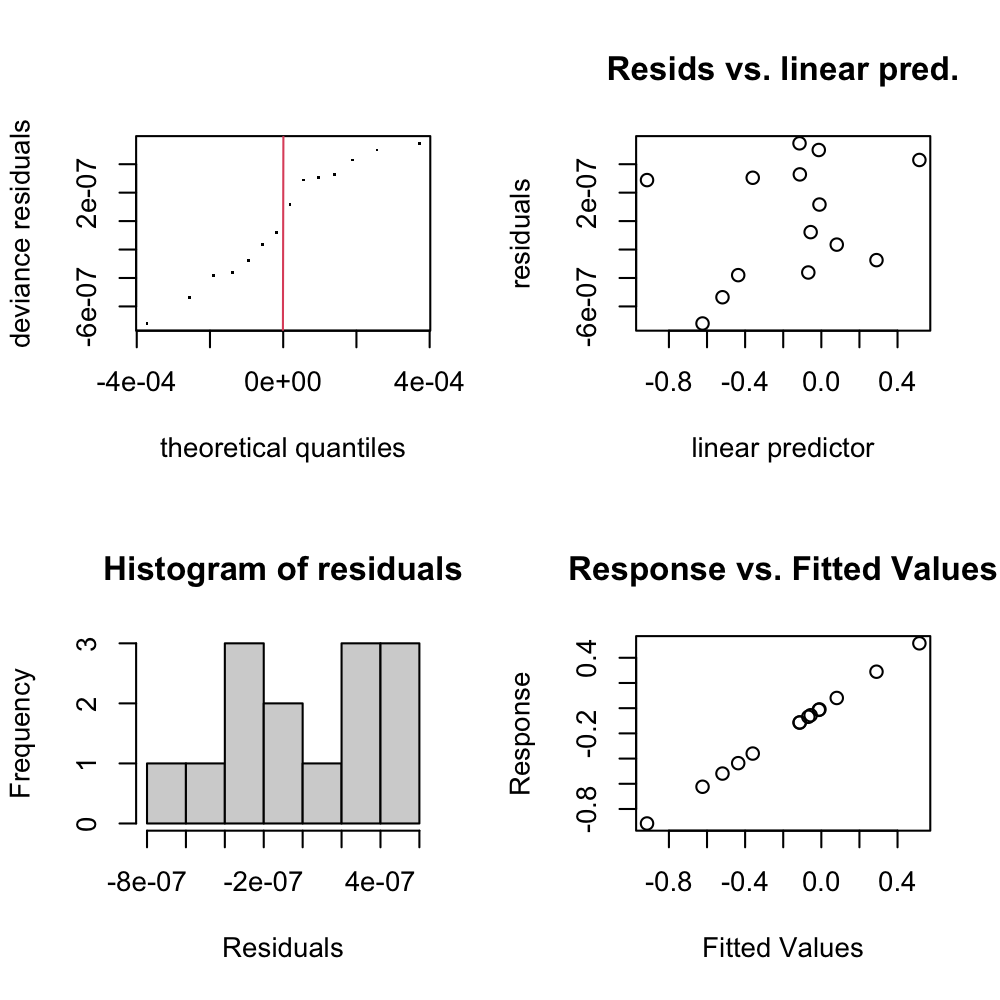 deviance residuals
2e-07
-6e-07
-4e-04 0e+00 4e-04
theoretical quantiles
Resids vs. linear pred.
residuals
2e-07
-6e-07
-0.8 -0.4 0.0 0.4
linear predictor
Histogram of residuals
Frequency
3
2
1
0
-8e-07 -2e-07 4e-07
Residuals
Response vs. Fitted Values
Response
0.4
-0.2
-0.8
-0.8 -0.4 0.0 0.4
Fitted Values